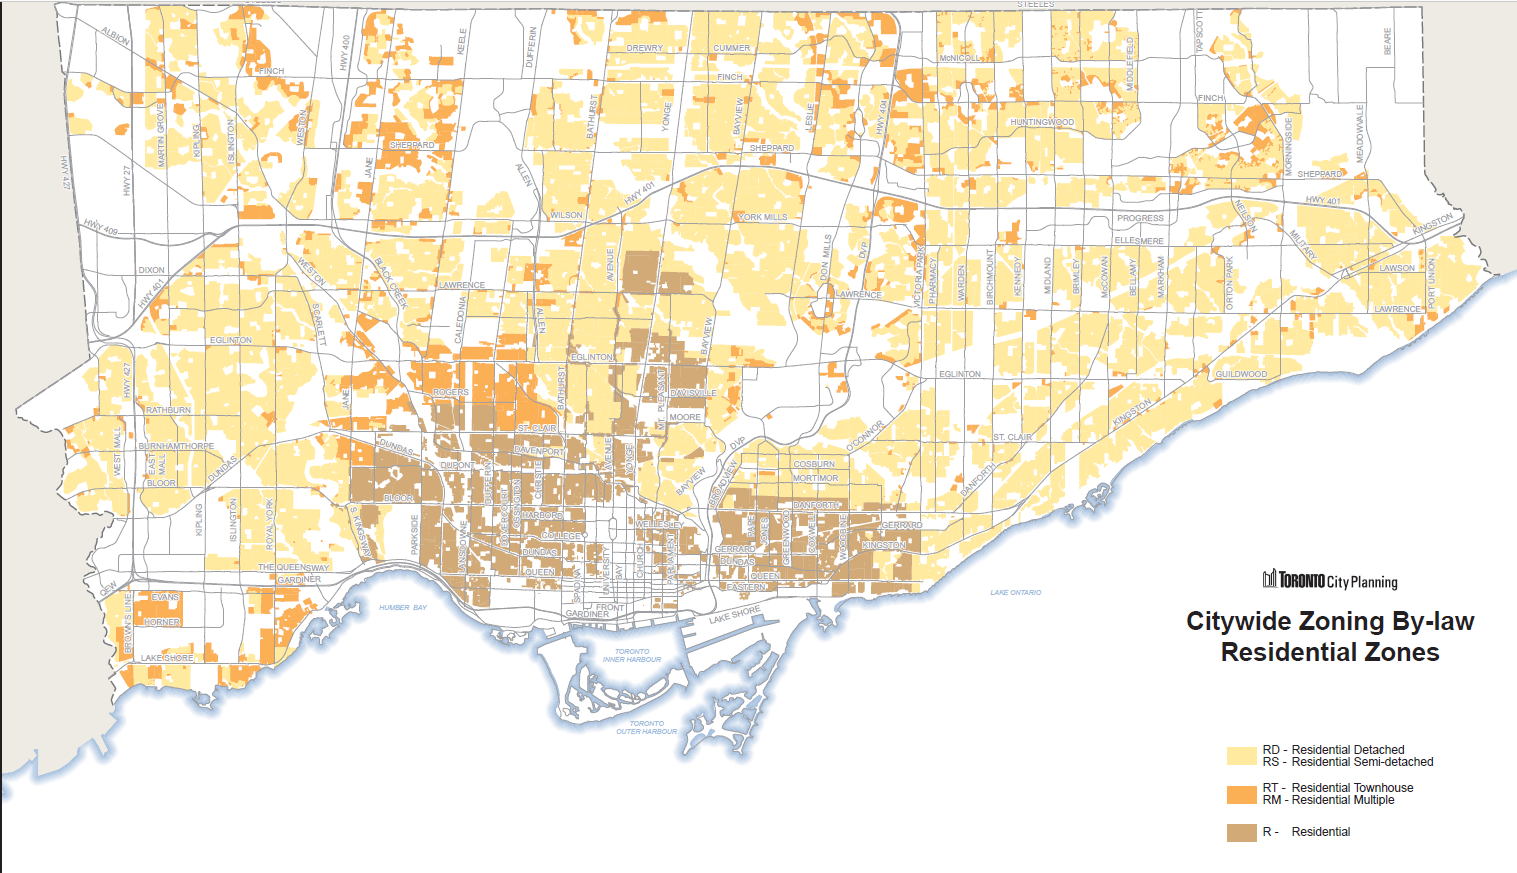 STEELES
STEELES
ALBION
HWY 400
KEELE
DUFFERIN
DREWRY
CUMMER
TAPSCOTT
BEARE
McNICOLL
MIDDLEFIELD
FINCH
FINCH
FINCH
MARTIN GROVE
KIPLING
ISLINGTON
WESTON
BATHURST
YONGE
BAYVIEW
LESLIE
HWY 404
HUNTINGWOOD
MORNINGSIDE
MEADOWVALE
SHEPPARD
SHEPPARD
SHEPPARD
HWY 427
HWY 27
JANE
ALLEN
HWY 401
HWY 401
WILSON
YORK MILLS
PROGRESS
NEILSON
KINGSTON
HWY 409
ELLESMERE
MILITARY
DIXON
WESTON
BLACK CREEK
AVENUE
DON MILLS
DVP
VICTORIA PARK
PHARMACY
WARDEN
BIRCHMOUNT
KENNEDY
MIDLAND
BRIMLEY
McCOWAN
BELLAMY
MARKHAM
ORTON PARK
LAWSON
PORT UNION
HWY 401
LAWRENCE
LAWRENCE
LAWRENCE
SCARLETT
CALEDONIA
ALLEN
BAYVIEW
EGLINTON
EGLINTON
EGLINTON
GUILDWOOD
HWY 427
JANE
ROGERS
BATHURST
MT. PLEASANT
DAVISVILLE
MOORE
RATHBURN
KINGSTON
WEST MALL
BURNHAMTHORPE
EAST MALL
DUNDAS
BLOOR
DUNDAS
ST. CLAIR
DAVENPORT
DUPONT
AVENUE
YONGE
DVP
O'CONNOR
ST. CLAIR
COSBURN
MORTIMOR
BAYVIEW
BROADVIEW
DANFORTH
DANFORTH
KIPLING
ISLINGTON
ROYAL YORK
S. KINGSWAY
BLOOR
PARKSIDE
LANSDOWNE
DUFFERIN
DOVERCOURT
OSSINGTON
CHRISTIE
HARBORD
COLLEGE
DUNDAS
QUEEN
WELLESLEY
SPADINA
UNIVERSITY
BAY
CHURCH
PARLIAMENT
PAPE
JONES
GREENWOOD
COXWELL
WOODBINE
GERRARD
KINGSTON
GERRARD
DUNDAS
QUEEN
EASTERN
THE QUEENSWAY
GARDINER
QEW
EVANS
BROWN'S LINE
HORNER
LAKE SHORE
FRONT
GARDINER
LAKE SHORE
HUMBER BAY
LAKE ONTARIO
TORONTO
INNER HARBOUR
TORONTO
OUTER HARBOUR
TORONTO City Planning
Citywide Zoning By-law
Residential Zones
RD - Residential Detached
RS - Residential Semi-detached
RT - Residential Townhouse
RM - Residential Multiple
R - Residential